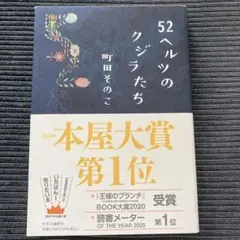 52ヘルツの
クジラたち
町田そのこ
本屋大賞
第1位
「王様のブランチ」
BOOK大賞2020
受賞
読書メーター
OF THE YEAR 2020
第1位